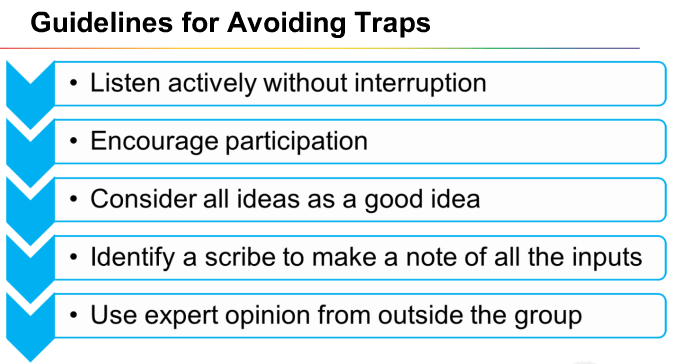 Guidelines for Avoiding Traps
• Listen actively without interruption
• Encourage participation
• Consider all ideas as a good idea
• Identify a scribe to make a note of all the inputs
• Use expert opinion from outside the group